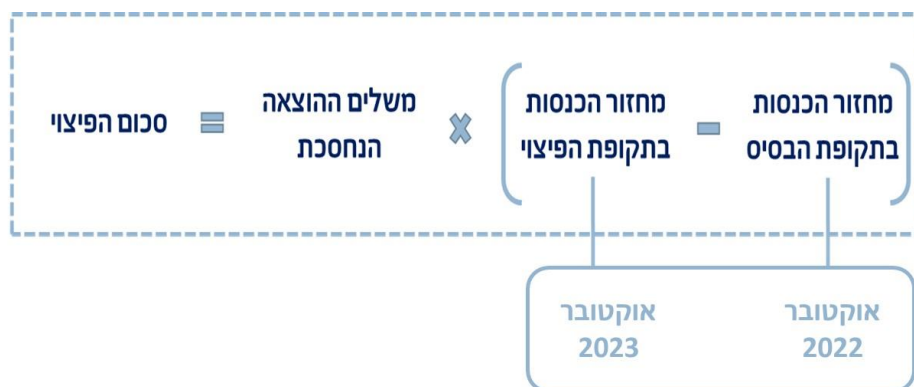 מחזור הכנסות
בתקופת הבסיס
-
מחזור הכנסות
בתקופת הפיצוי
×
משלים ההוצאה
הנחסכת
=
סכום הפיצוי
אוקטובר
2022
אוקטובר
2023